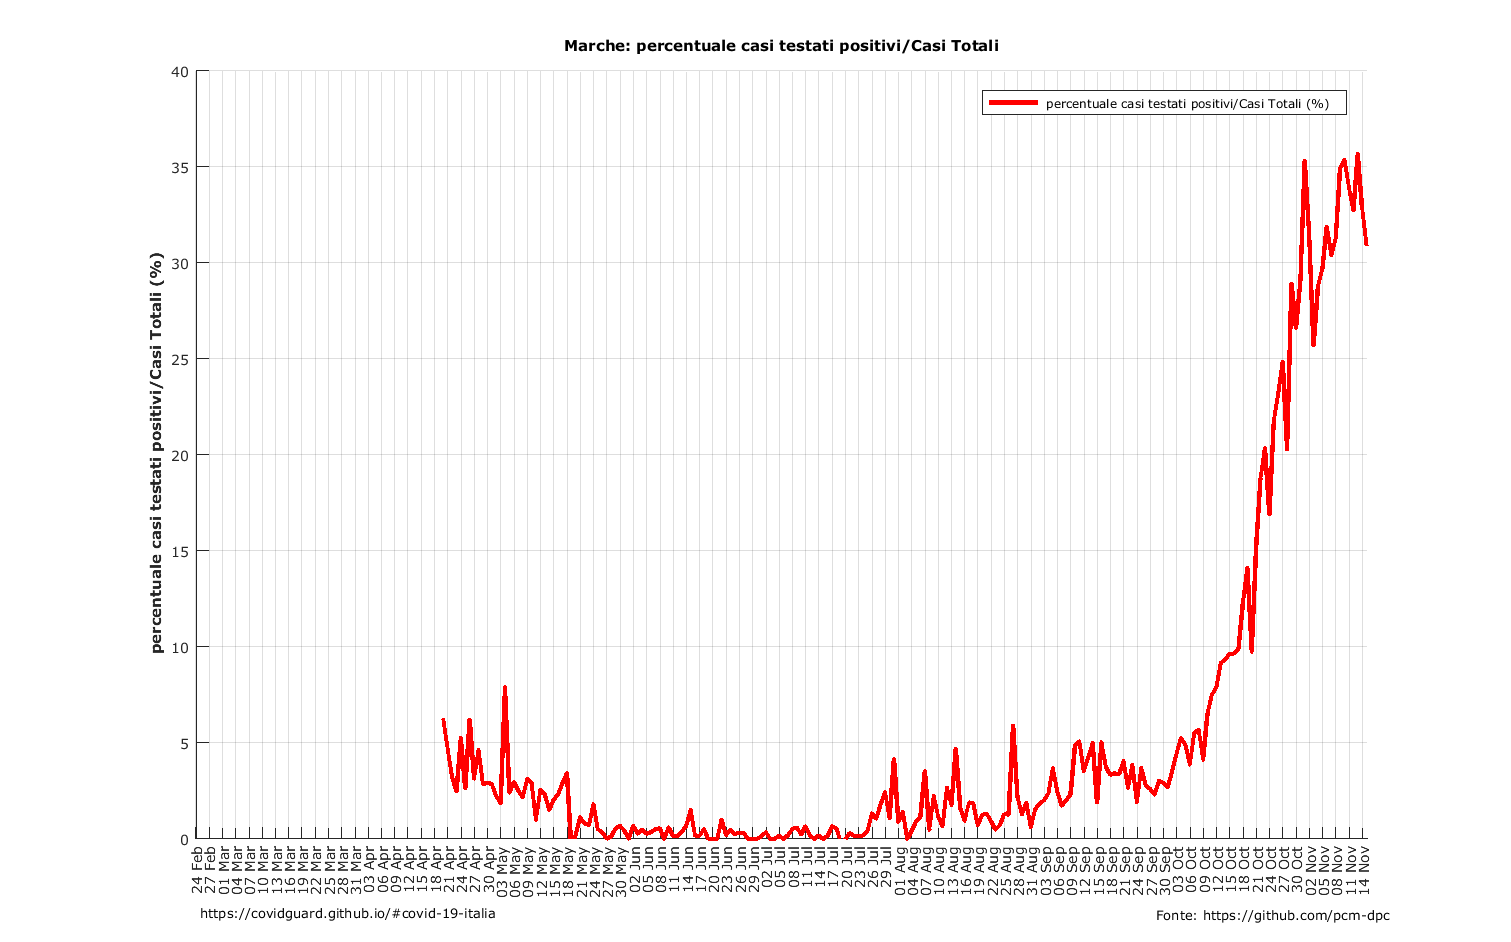 Marche: percentuale casi testati positivi/Casi Totali
percentuale casi testati positivi/Casi Totali (%)
percentuale casi testati positivi/Casi Totali (%)
40
35
30
25
20
15
10
5
0
24 Feb
27 Feb
01 Mar
04 Mar
07 Mar
10 Mar
13 Mar
16 Mar
19 Mar
22 Mar
25 Mar
28 Mar
31 Mar
03 Apr
06 Apr
09 Apr
12 Apr
15 Apr
18 Apr
21 Apr
24 Apr
27 Apr
30 Apr
03 May
06 May
09 May
12 May
15 May
18 May
21 May
24 May
27 May
30 May
02 Jun
05 Jun
08 Jun
11 Jun
14 Jun
17 Jun
20 Jun
23 Jun
26 Jun
29 Jun
02 Jul
05 Jul
08 Jul
11 Jul
14 Jul
17 Jul
20 Jul
23 Jul
26 Jul
29 Jul
01 Aug
04 Aug
07 Aug
10 Aug
13 Aug
16 Aug
19 Aug
22 Aug
25 Aug
28 Aug
31 Aug
03 Sep
06 Sep
09 Sep
12 Sep
15 Sep
18 Sep
21 Sep
24 Sep
27 Sep
30 Sep
03 Oct
06 Oct
09 Oct
12 Oct
15 Oct
18 Oct
21 Oct
24 Oct
27 Oct
30 Oct
02 Nov
05 Nov
08 Nov
11 Nov
14 Nov
https://covidguard.github.io/#covid-19-italia
Fonte: https://github.com/pcm-dpc